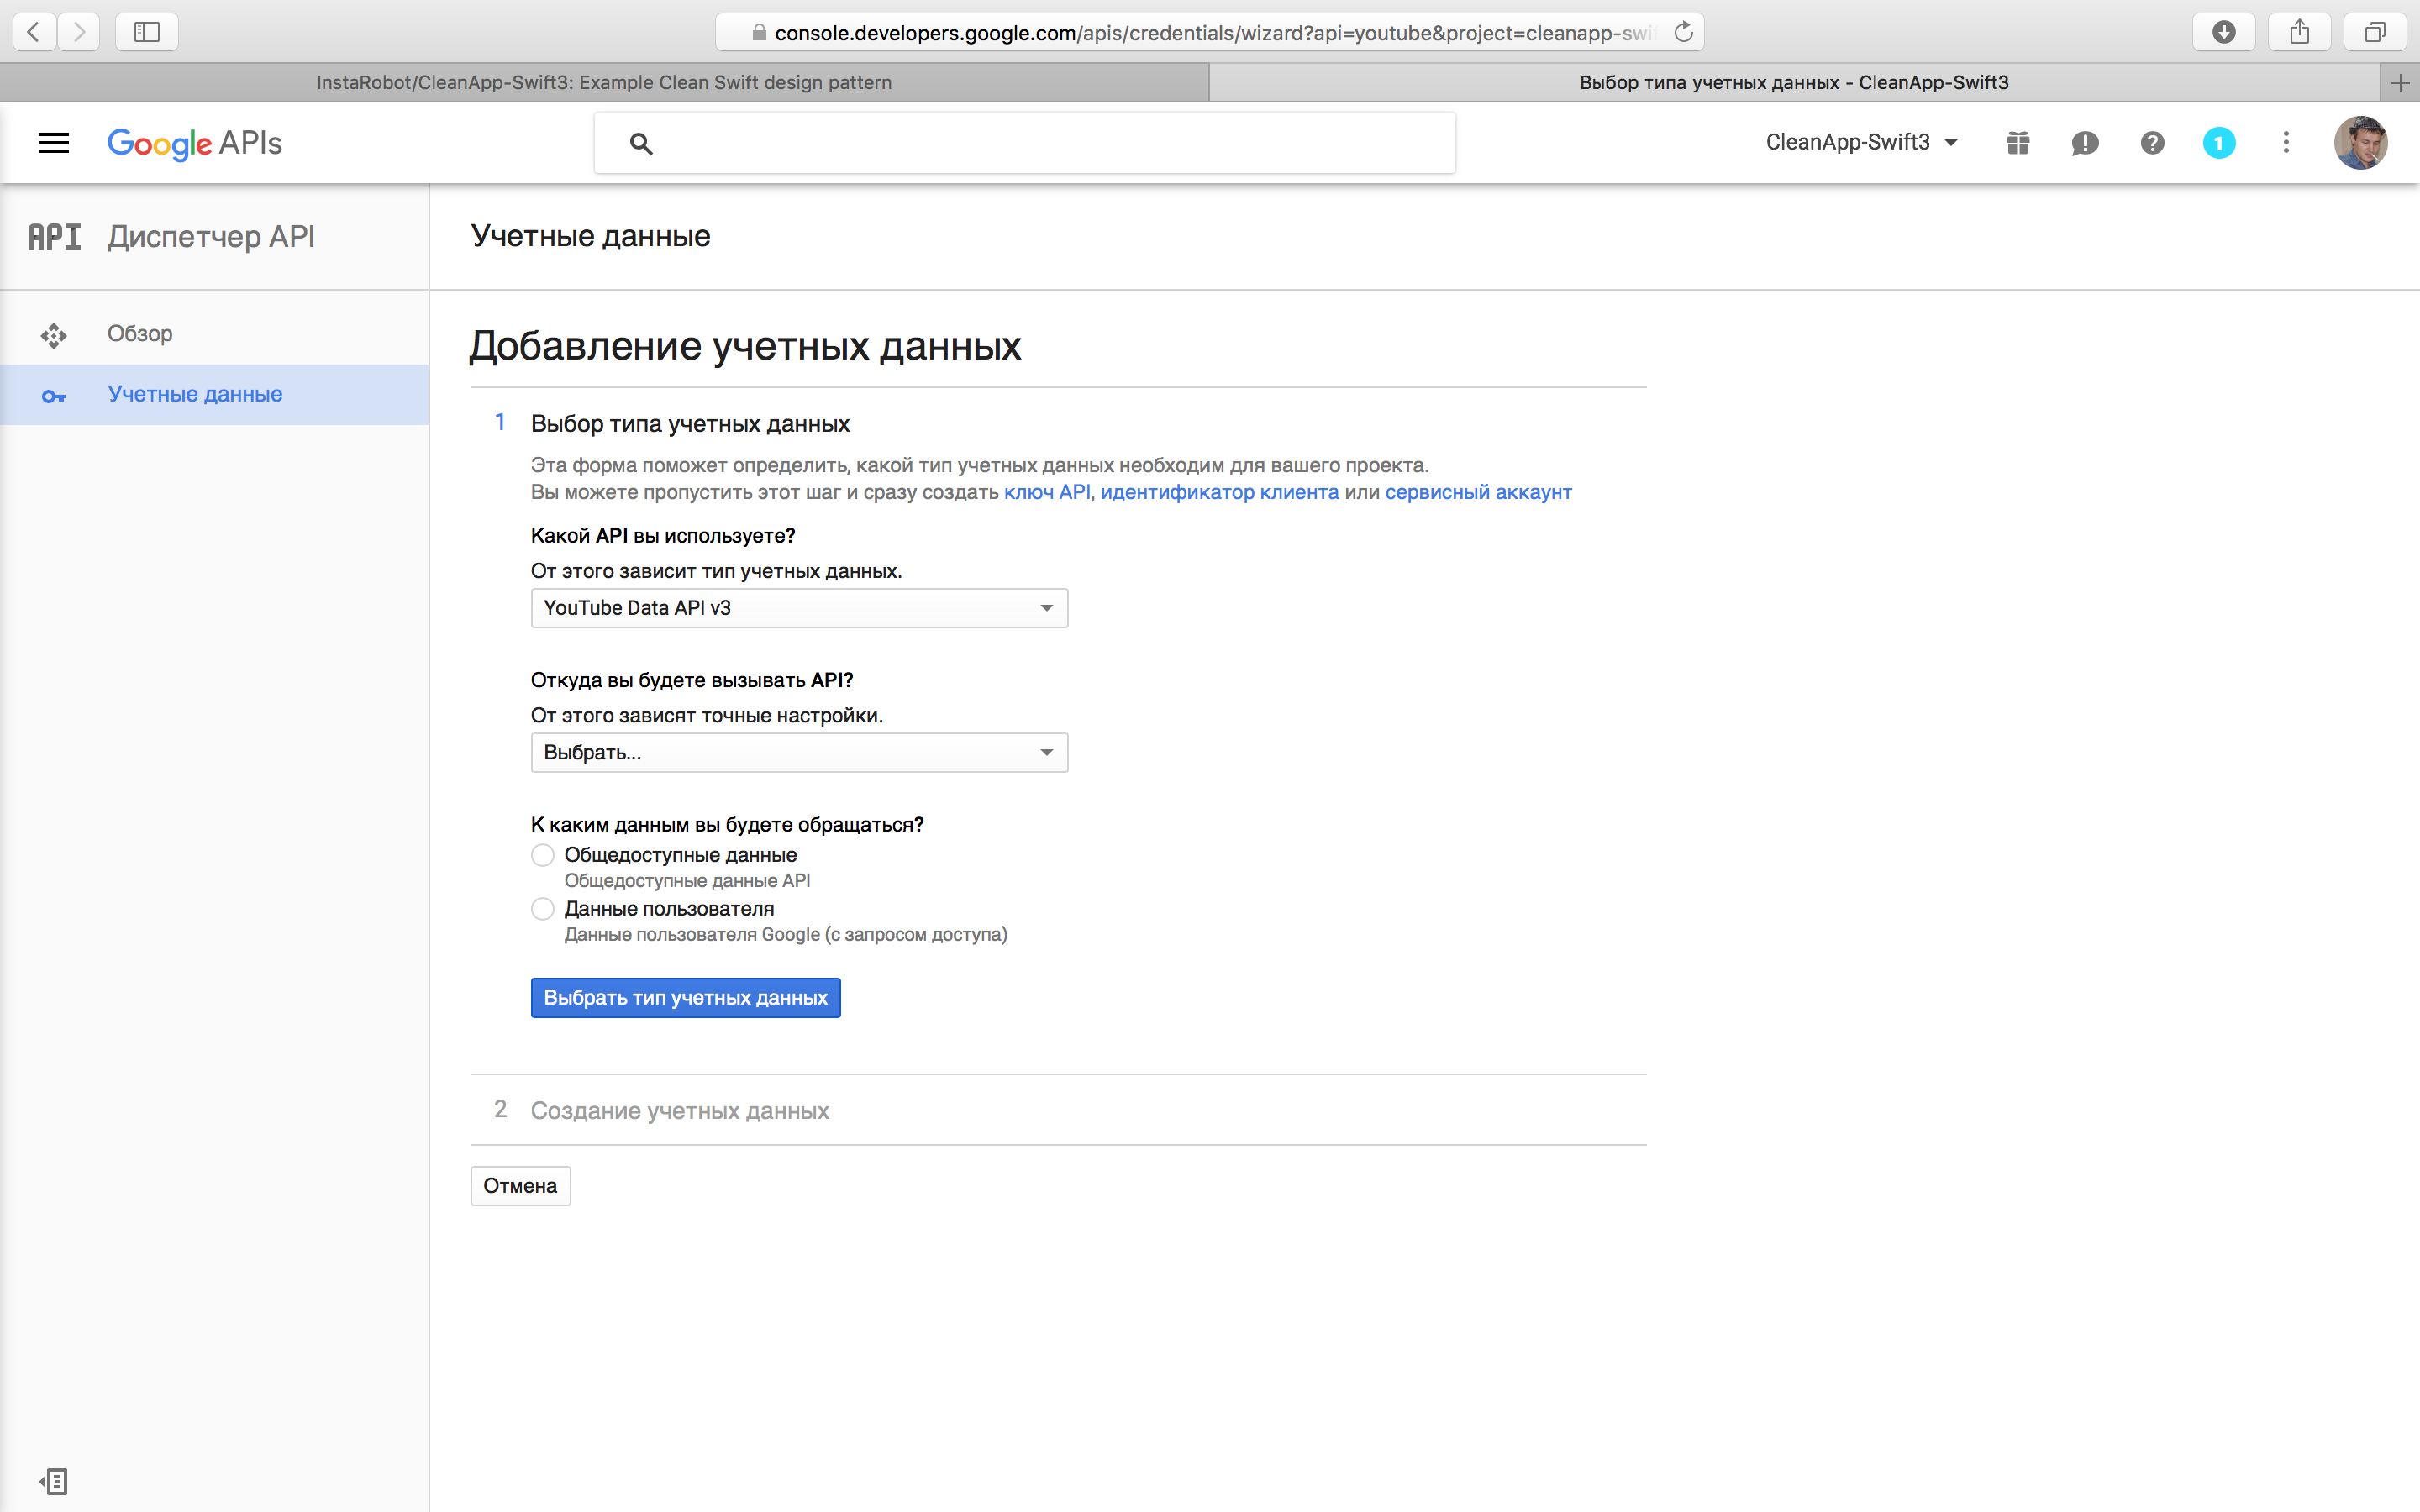 console.developers.google.com/apis/credentials/wizard?api=youtube&project=cleanapp-swi
InstaRobot/CleanApp-Swift3: Example Clean Swift design pattern
Выбор типа учетных данных - CleanApp-Swift3
Google APIs
CleanApp-Swift3
1
API Диспетчер API
Учетные данные
Обзор
Учетные данные
Добавление учетных данных
1 Выбор типа учетных данных
Эта форма поможет определить, какой тип учетных данных необходим для вашего проекта.
Вы можете пропустить этот шаг и сразу создать ключ API, идентификатор клиента или сервисный аккаунт
Какой API вы используете?
От этого зависит тип учетных данных.
YouTube Data API v3
Откуда вы будете вызывать API?
От этого зависят точные настройки.
Выбрать...
К каким данным вы будете обращаться?
Общедоступные данные
Общедоступные данные API
Данные пользователя
Данные пользователя Google (с запросом доступа)
Выбрать тип учетных данных
2 Создание учетных данных
Отмена